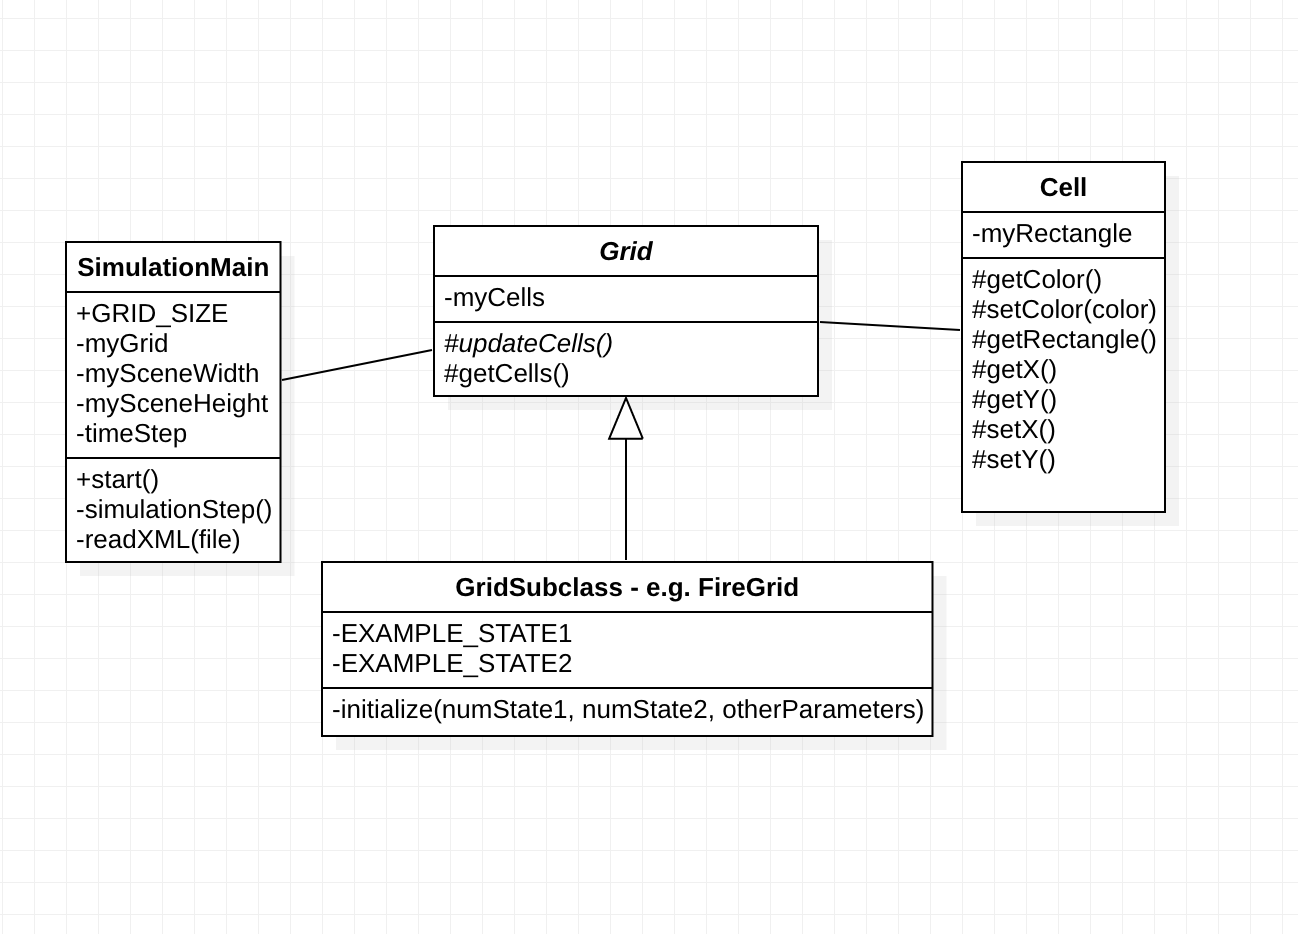 SimulationMain
+GRID_SIZE
-myGrid
-mySceneWidth
-mySceneHeight
-timeStep
+start()
-simulationStep()
-readXML(file)
Grid
-myCells
#updateCells()
#getCells()
Cell
-myRectangle
#getColor()
#setColor(color)
#getRectangle()
#getX()
#getY()
#setX()
#setY()
GridSubclass - e.g. FireGrid
-EXAMPLE_STATE1
-EXAMPLE_STATE2
-initialize(numState1, numState2, otherParameters)